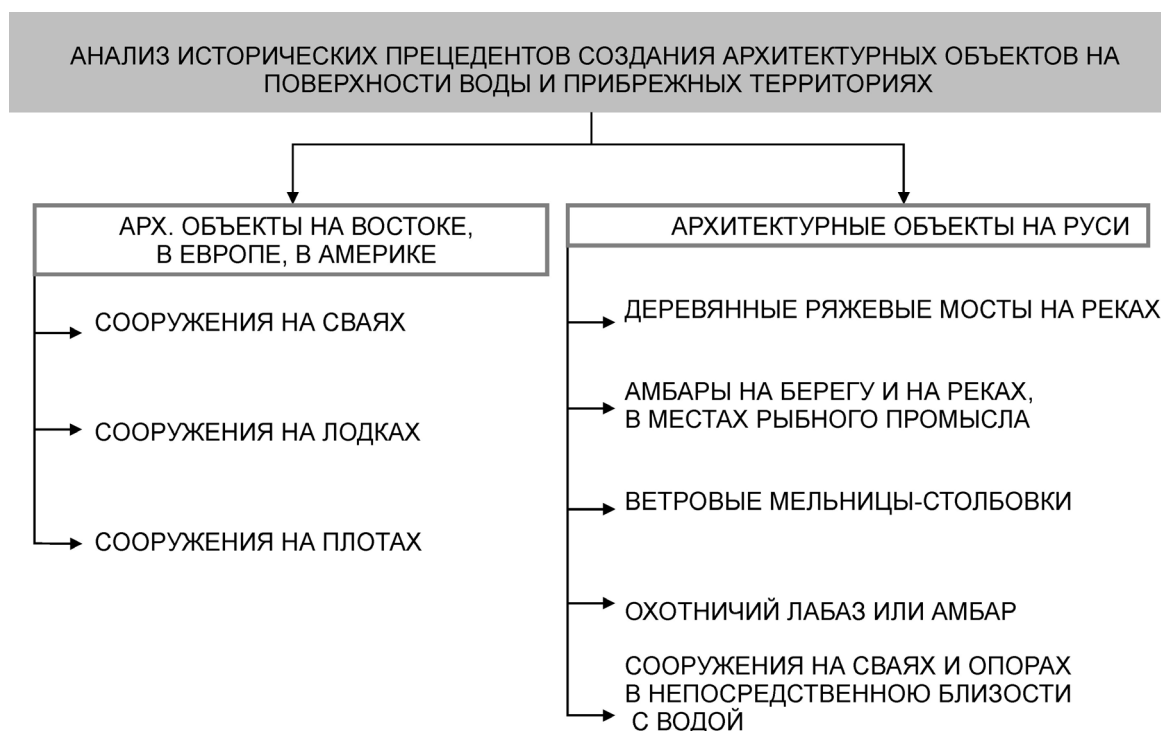 АНАЛИЗ ИСТОРИЧЕСКИХ ПРЕЦЕДЕНТОВ СОЗДАНИЯ АРХИТЕКТУРНЫХ ОБЪЕКТОВ НА
ПОВЕРХНОСТИ ВОДЫ И ПРИБРЕЖНЫХ ТЕРРИТОРИЯХ
АРХ. ОБЪЕКТЫ НА ВОСТОКЕ,
В ЕВРОПЕ, В АМЕРИКЕ
СООРУЖЕНИЯ НА СВАЯХ
СООРУЖЕНИЯ НА ЛОДКАХ
СООРУЖЕНИЯ НА ПЛОТАХ
АРХИТЕКТУРНЫЕ ОБЪЕКТЫ НА РУСИ
ДЕРЕВЯННЫЕ РЯЖЕВЫЕ МОСТЫ НА РЕКАХ
АМБАРЫ НА БЕРЕГУ И НА РЕКАХ,
В МЕСТАХ РЫБНОГО ПРОМЫСЛА
ВЕТРОВЫЕ МЕЛЬНИЦЫ-СТОЛБОВКИ
ОХОТНИЧИЙ ЛАБАЗ ИЛИ АМБАР
СООРУЖЕНИЯ НА СВАЯХ И ОПОРАХ
В НЕПОСРЕДСТВЕННОЮ БЛИЗОСТИ
С ВОДОЙ